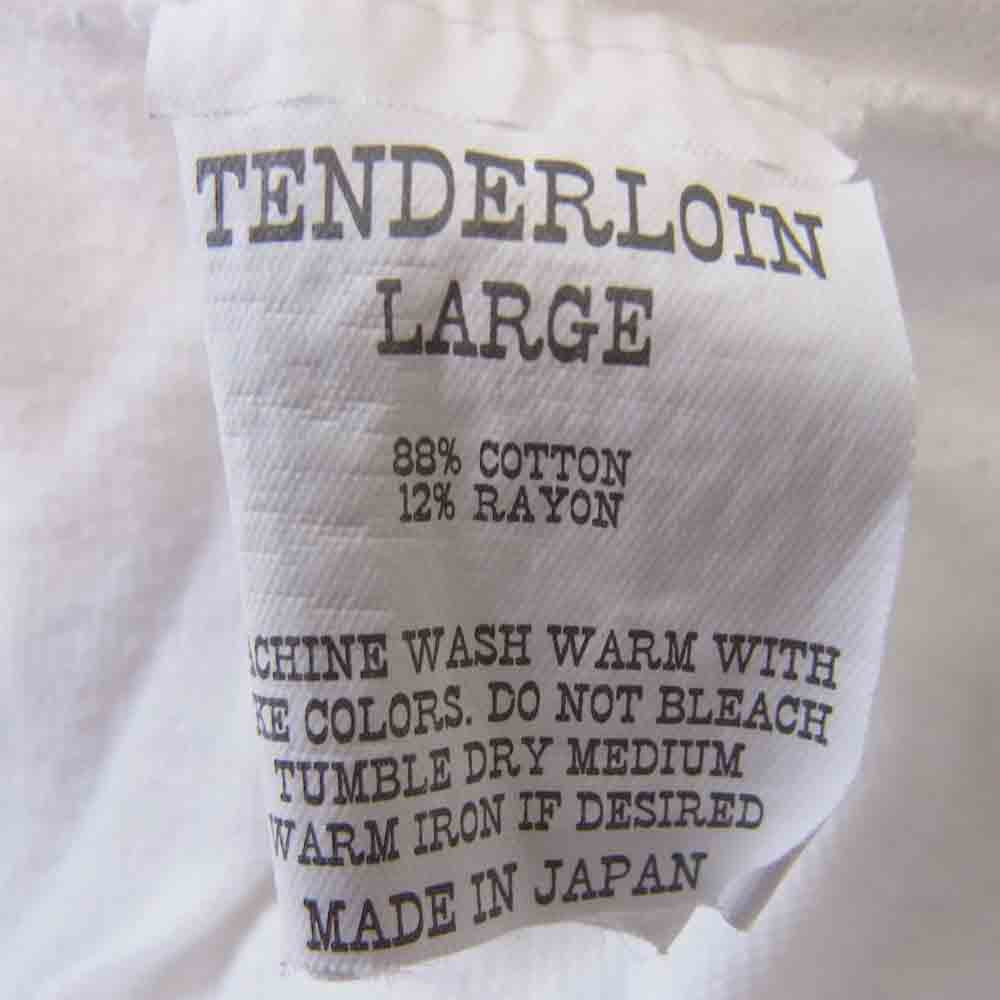 TENDERLOIN
LARGE
88% COTTON
12% RAYON
ACHINE WASH WARM WITH
KE COLORS. DO NOT BLEACH
TUMBLE DRY MEDIUM
WARM IRON IF DESIRED
MADE IN JAPAN